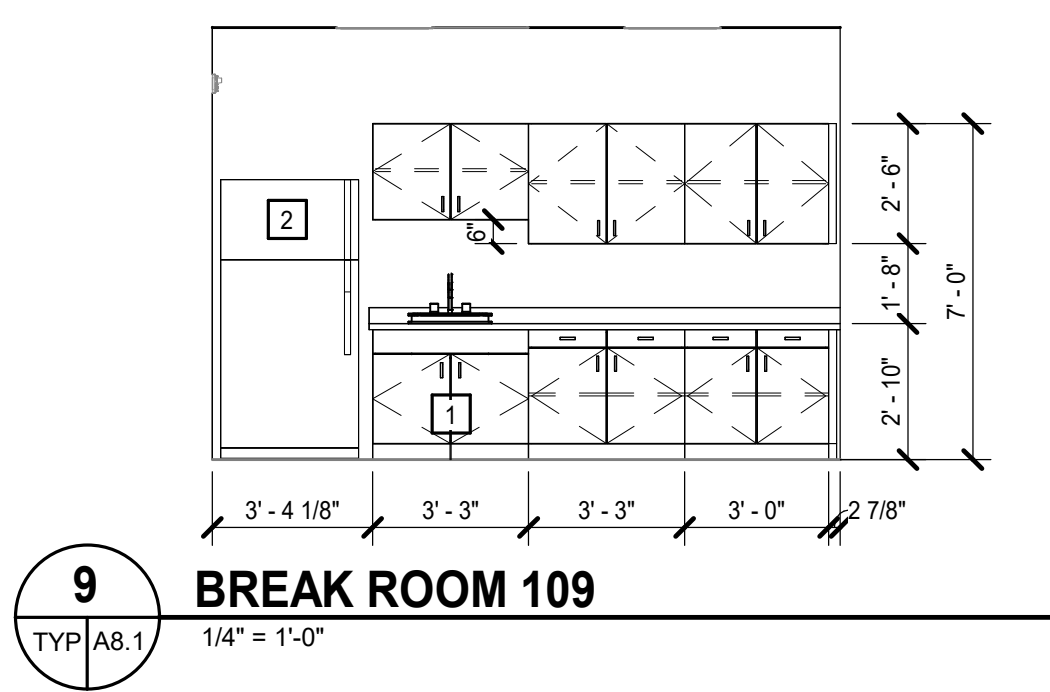 2
6"
2' - 6"
1' - 8"
7' - 0"
2' - 10"
1
3' - 4 1/8"
3' - 3"
3' - 3"
3' - 0"
2 7/8"
9
BREAK ROOM 109
TYP A8.1
1/4" = 1'-0"